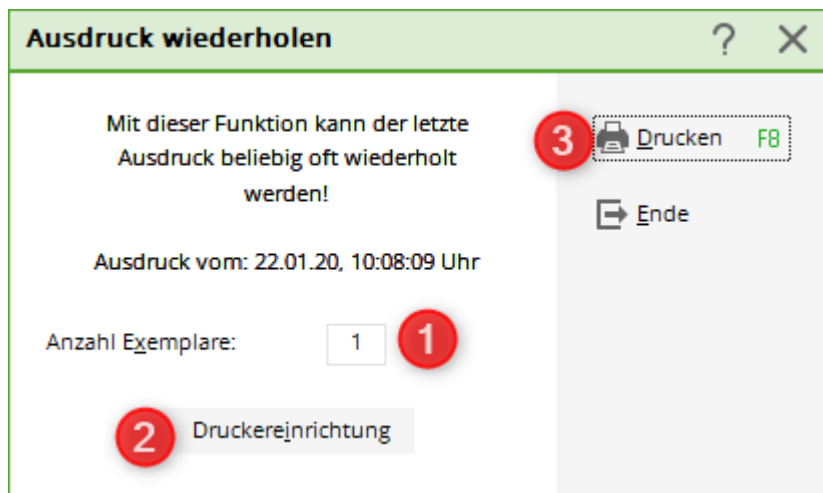 Ausdruck wiederholen ?
Mit dieser Funktion kann der letzte
Ausdruck beliebig oft wiederholt
werden!
Ausdruck vom: 22.01.20, 10:08:09 Uhr
Anzahl Exemplare: 1 1
2 Druckereinrichtung
3 Drucken F8
Ende